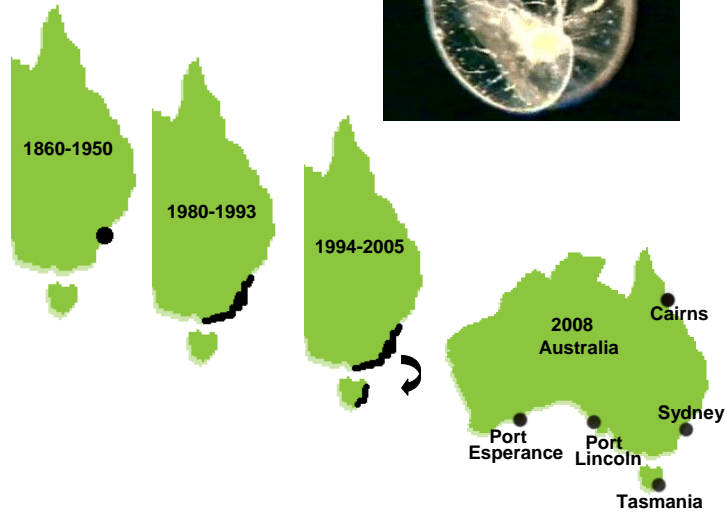 1860-1950
1980-1993
1994-2005
2008
Australia
Cairns
Sydney
Port
Esperance
Port
Lincoln
Tasmania